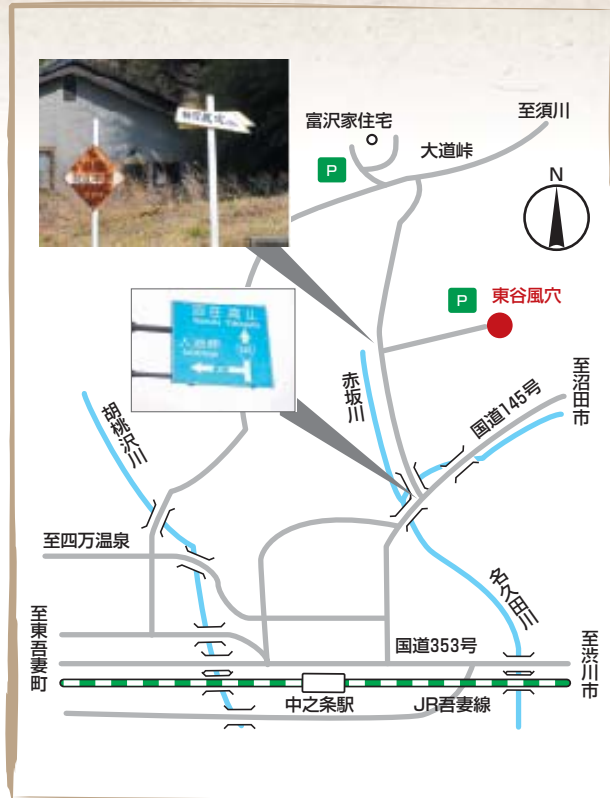 富沢家住宅
至須川
大道峠
P
N
P
東谷風穴
赤坂川
国道145号
至沼田市
胡桃沢川
至四万温泉
名久田川
至東吾妻町
国道353号
至渋川市
中之条駅
JR吾妻線